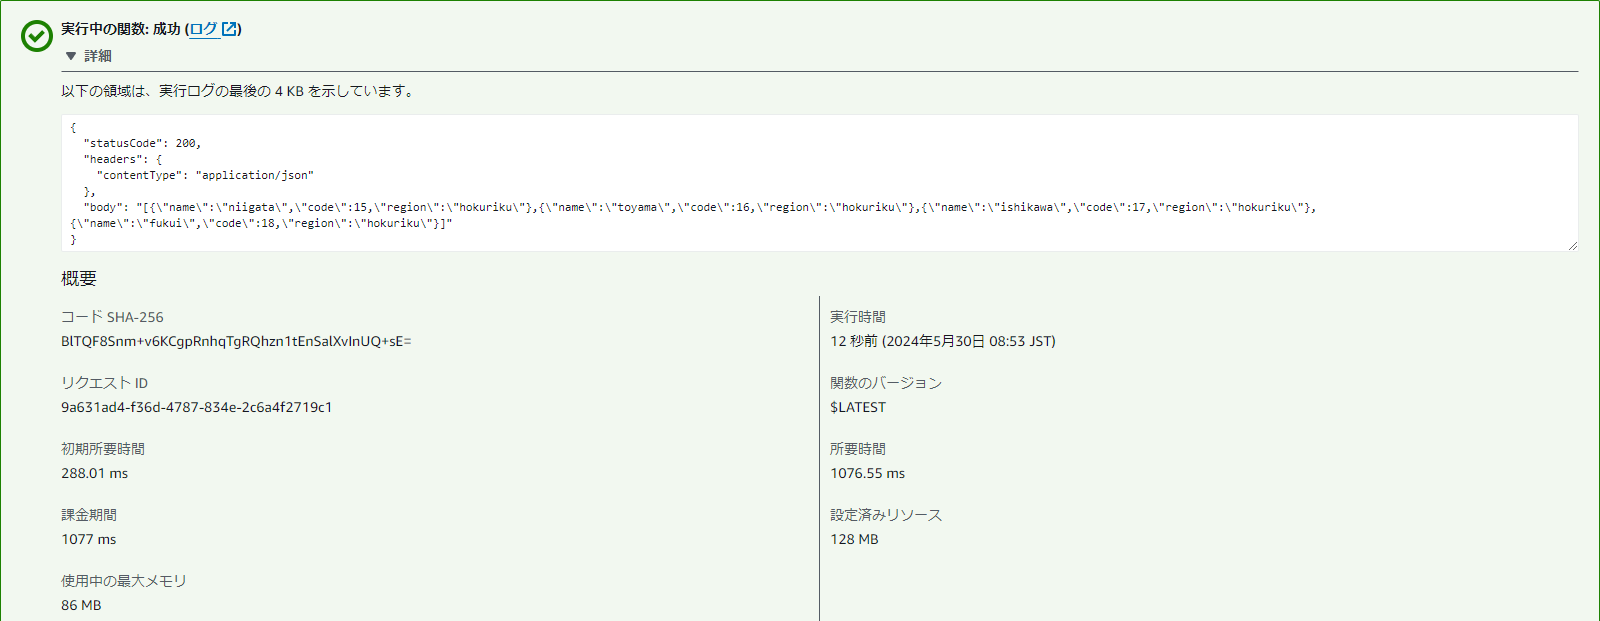 実行中の関数: 成功 (ログ)
▼ 詳細
以下の領域は、実行ログの最後の 4 KB を示しています。
{
  "statusCode": 200,
  "headers": {
    "contentType": "application/json"
  },
  "body": "[{\"name\":\"niigata\",\"code\":15,\"region\":\"hokuriku\"},{\"name\":\"toyama\",\"code\":16,\"region\":\"hokuriku\"},{\"name\":\"ishikawa\",\"code\":17,\"region\":\"hokuriku\"},
{\"name\":\"fukui\",\"code\":18,\"region\":\"hokuriku\"}]"
}
概要
コード SHA-256
BlTQF8Snm+v6KCgpRnhqTgRQhzn1tEnSalXvInUQ+sE=
実行時間
12 秒前 (2024年5月30日 08:53 JST)
リクエスト ID
9a631ad4-f36d-4787-834e-2c6a4f2719c1
関数のバージョン
$LATEST
初期所要時間
288.01 ms
所要時間
1076.55 ms
課金期間
1077 ms
設定済みリソース
128 MB
使用中の最大メモリ
86 MB